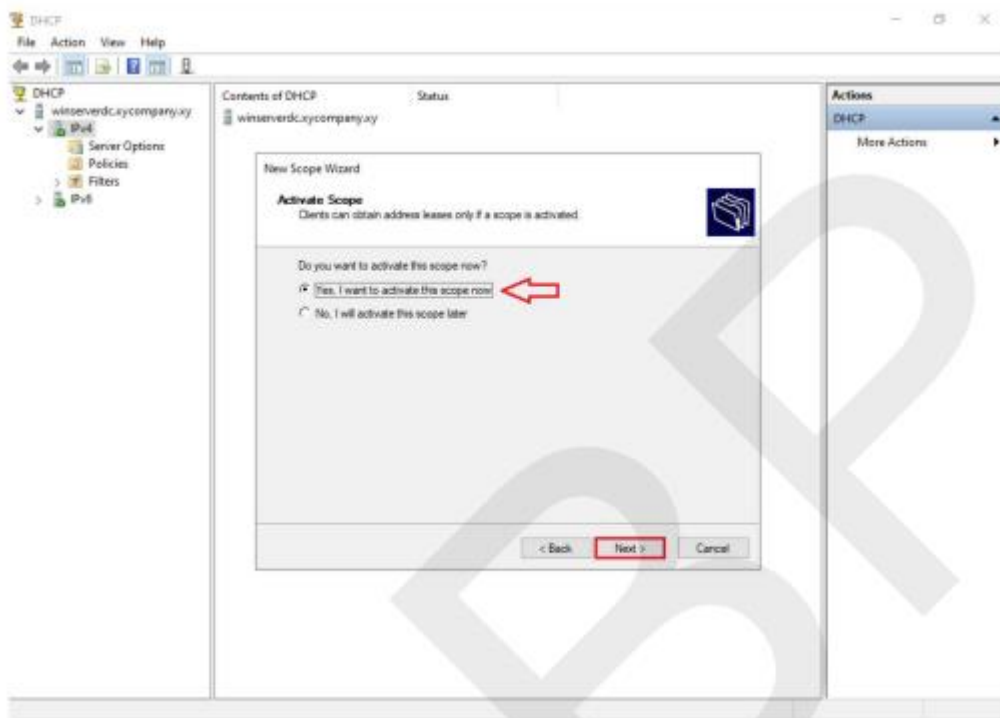 DHCP
File Action View Help
DHCP
winserverdc.xycompany.xy
IPv4
Server Options
Policies
Filters
IPv6
Contents of DHCP Status
winserverdc.xycompany.xy
New Scope Wizard
Activate Scope
Clients can obtain address leases only if a scope is activated.
Do you want to activate this scope now?
Yes, I want to activate this scope now
No, I will activate this scope later
< Back Next > Cancel
Actions
DHCP
More Actions
BP